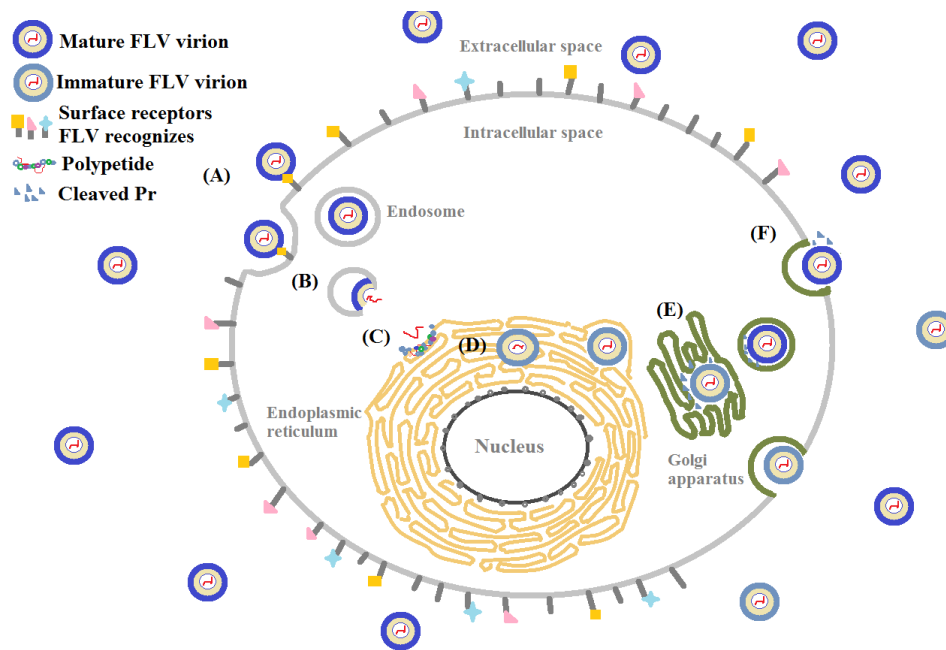 Mature FLV virion
Immature FLV virion
Surface receptors
FLV recognizes
Polypetide
Cleaved Pr
Extracellular space
Intracellular space
(A)
Endosome
(B)
(C)
(D)
(E)
(F)
Endoplasmic
reticulum
Nucleus
Golgi
apparatus